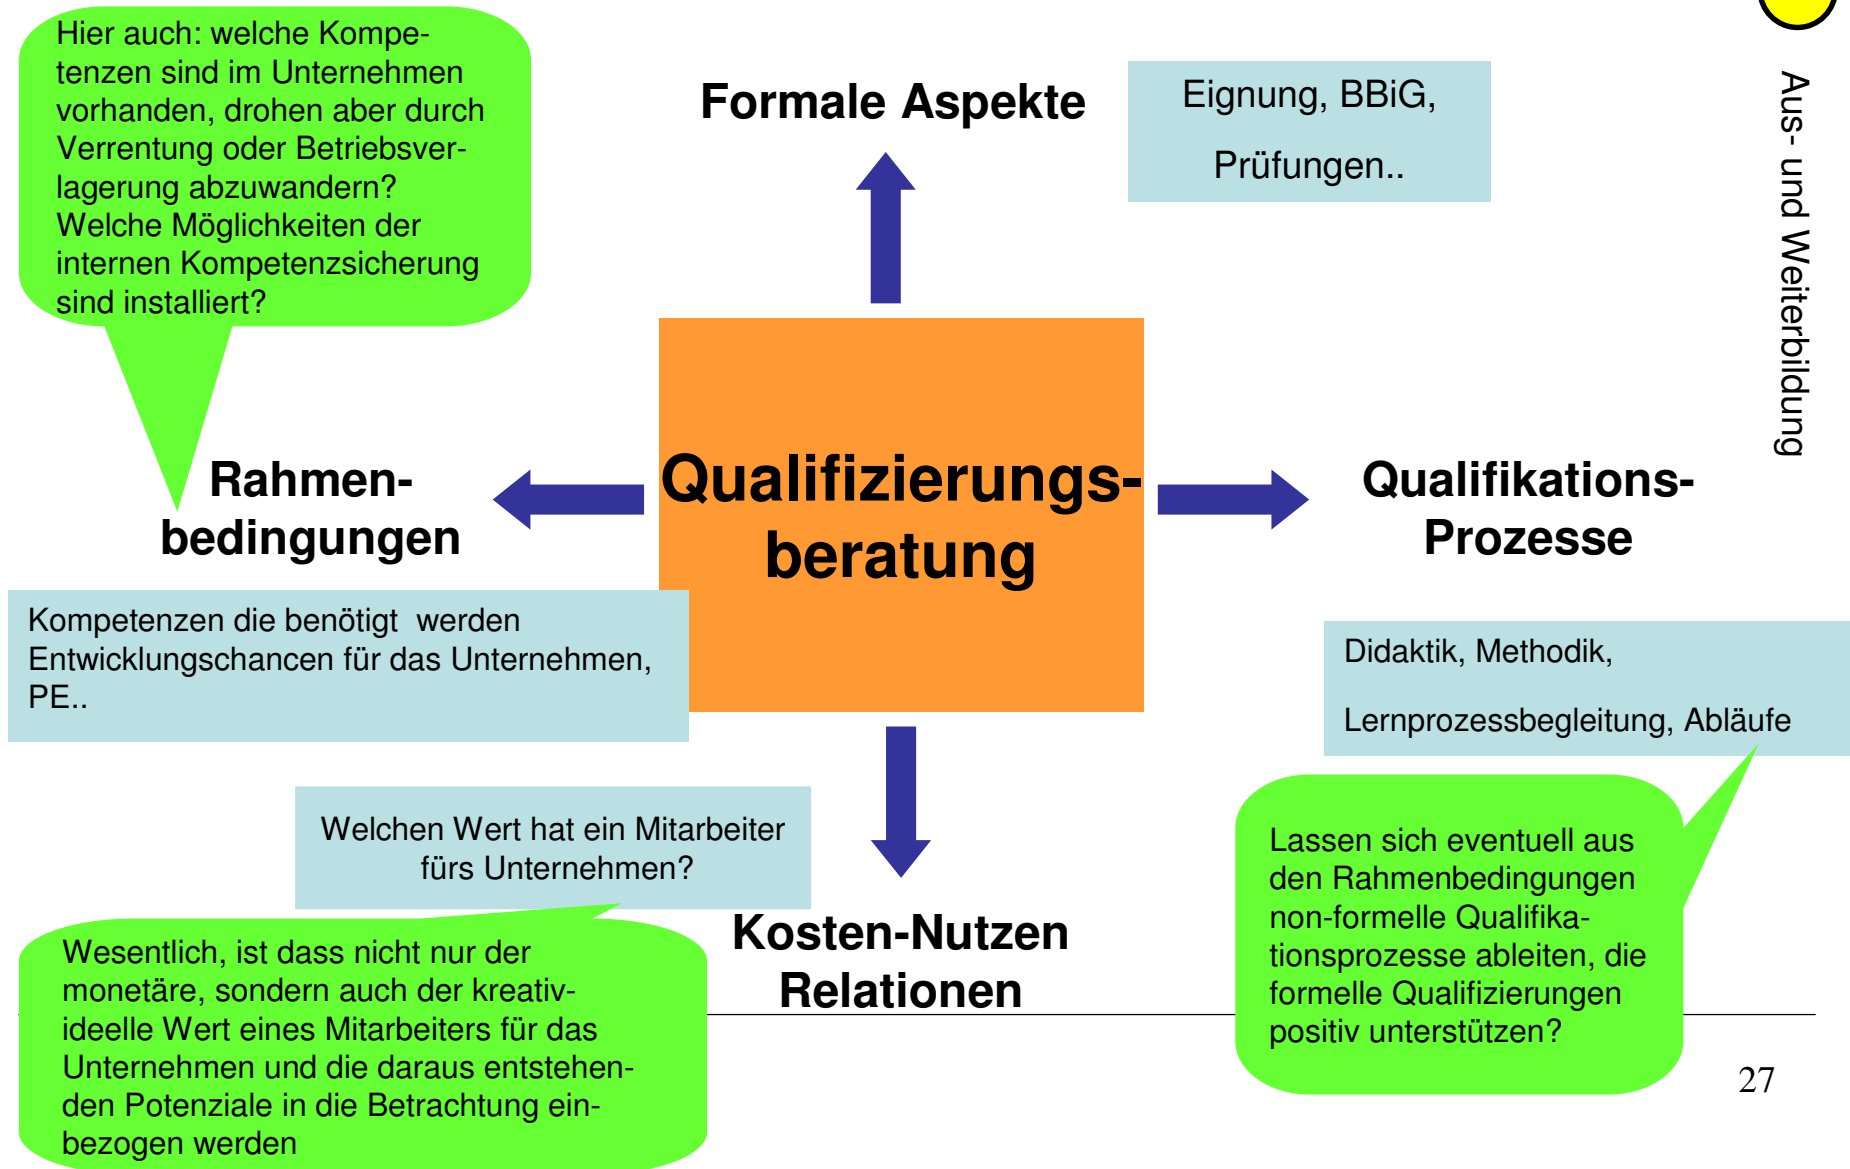 Hier auch: welche Kompe-
tenzen sind im Unternehmen
vorhanden, drohen aber durch
Verrentung oder Betriebsver-
lagerung abzuwandern?
Welche Möglichkeiten der
internen Kompetenzsicherung
sind installiert?
Formale Aspekte
Eignung, BBiG,
Prüfungen..
Aus- und Weiterbildung
Rahmen-
bedingungen
Qualifizierungs-
beratung
Qualifikations-
Prozesse
Kompetenzen die benötigt  werden
Entwicklungschancen für das Unternehmen,
PE..
Didaktik, Methodik,
Lernprozessbegleitung, Abläufe
Welchen Wert hat ein Mitarbeiter
fürs Unternehmen?
Kosten-Nutzen
Relationen
Wesentlich, ist dass nicht nur der
monetäre, sondern auch der kreativ-
ideelle Wert eines Mitarbeiters für das
Unternehmen und die daraus entstehen-
den Potenziale in die Betrachtung ein-
bezogen werden
Lassen sich eventuell aus
den Rahmenbedingungen
non-formelle Qualifika-
tionsprozesse ableiten, die
formelle Qualifizierungen
positiv unterstützen?
27